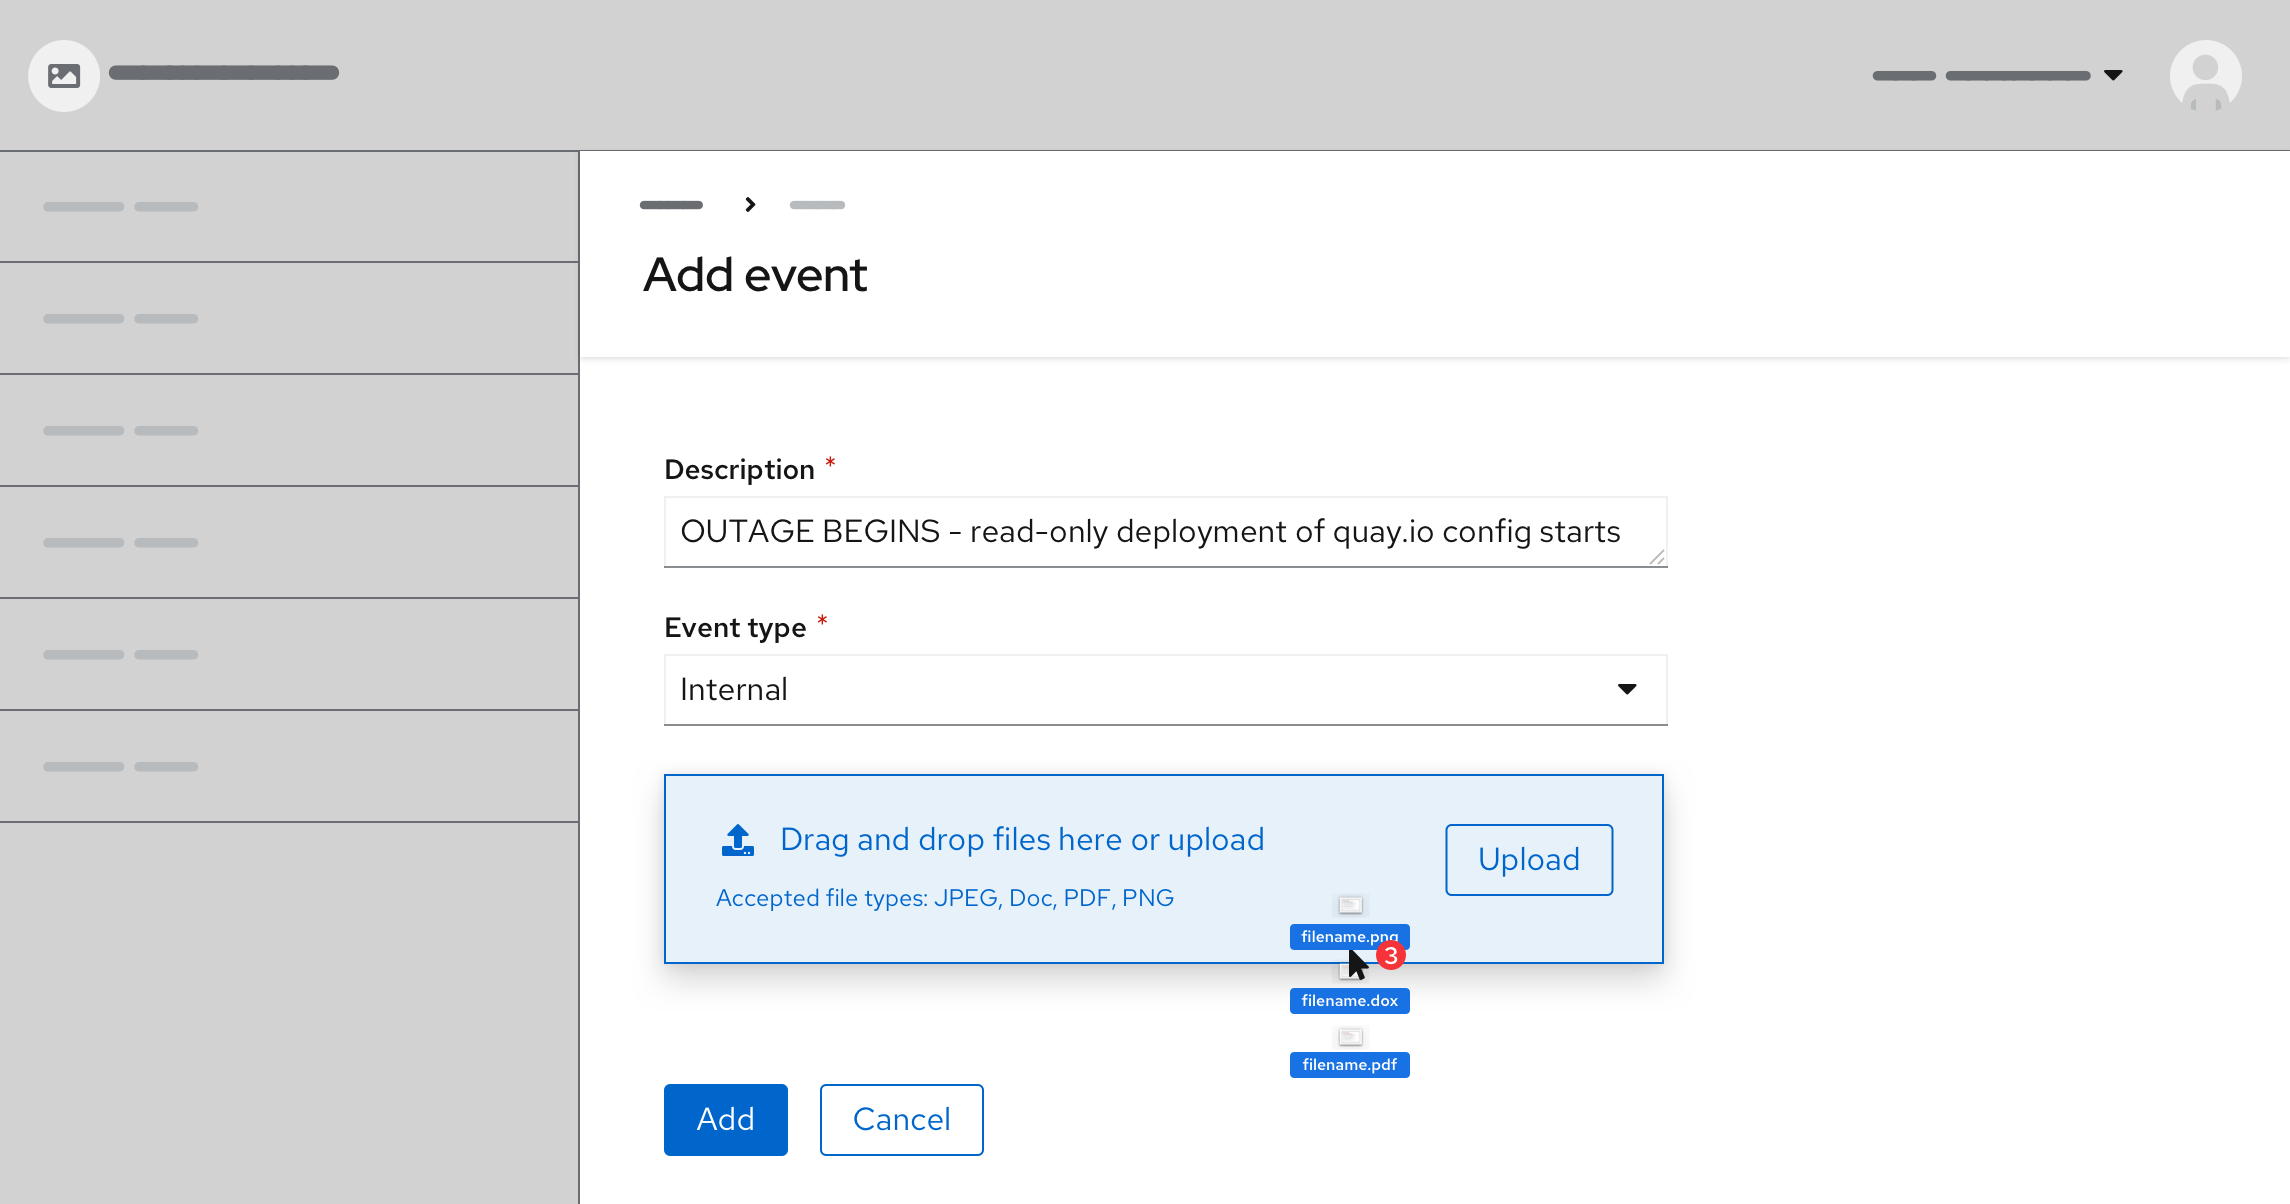 Add event
Description *
OUTAGE BEGINS - read-only deployment of quay.io config starts
Event type *
Internal
Drag and drop files here or upload
Upload
Accepted file types: JPEG, Doc, PDF, PNG
filename.png
3
filename.dox
filename.pdf
Add
Cancel